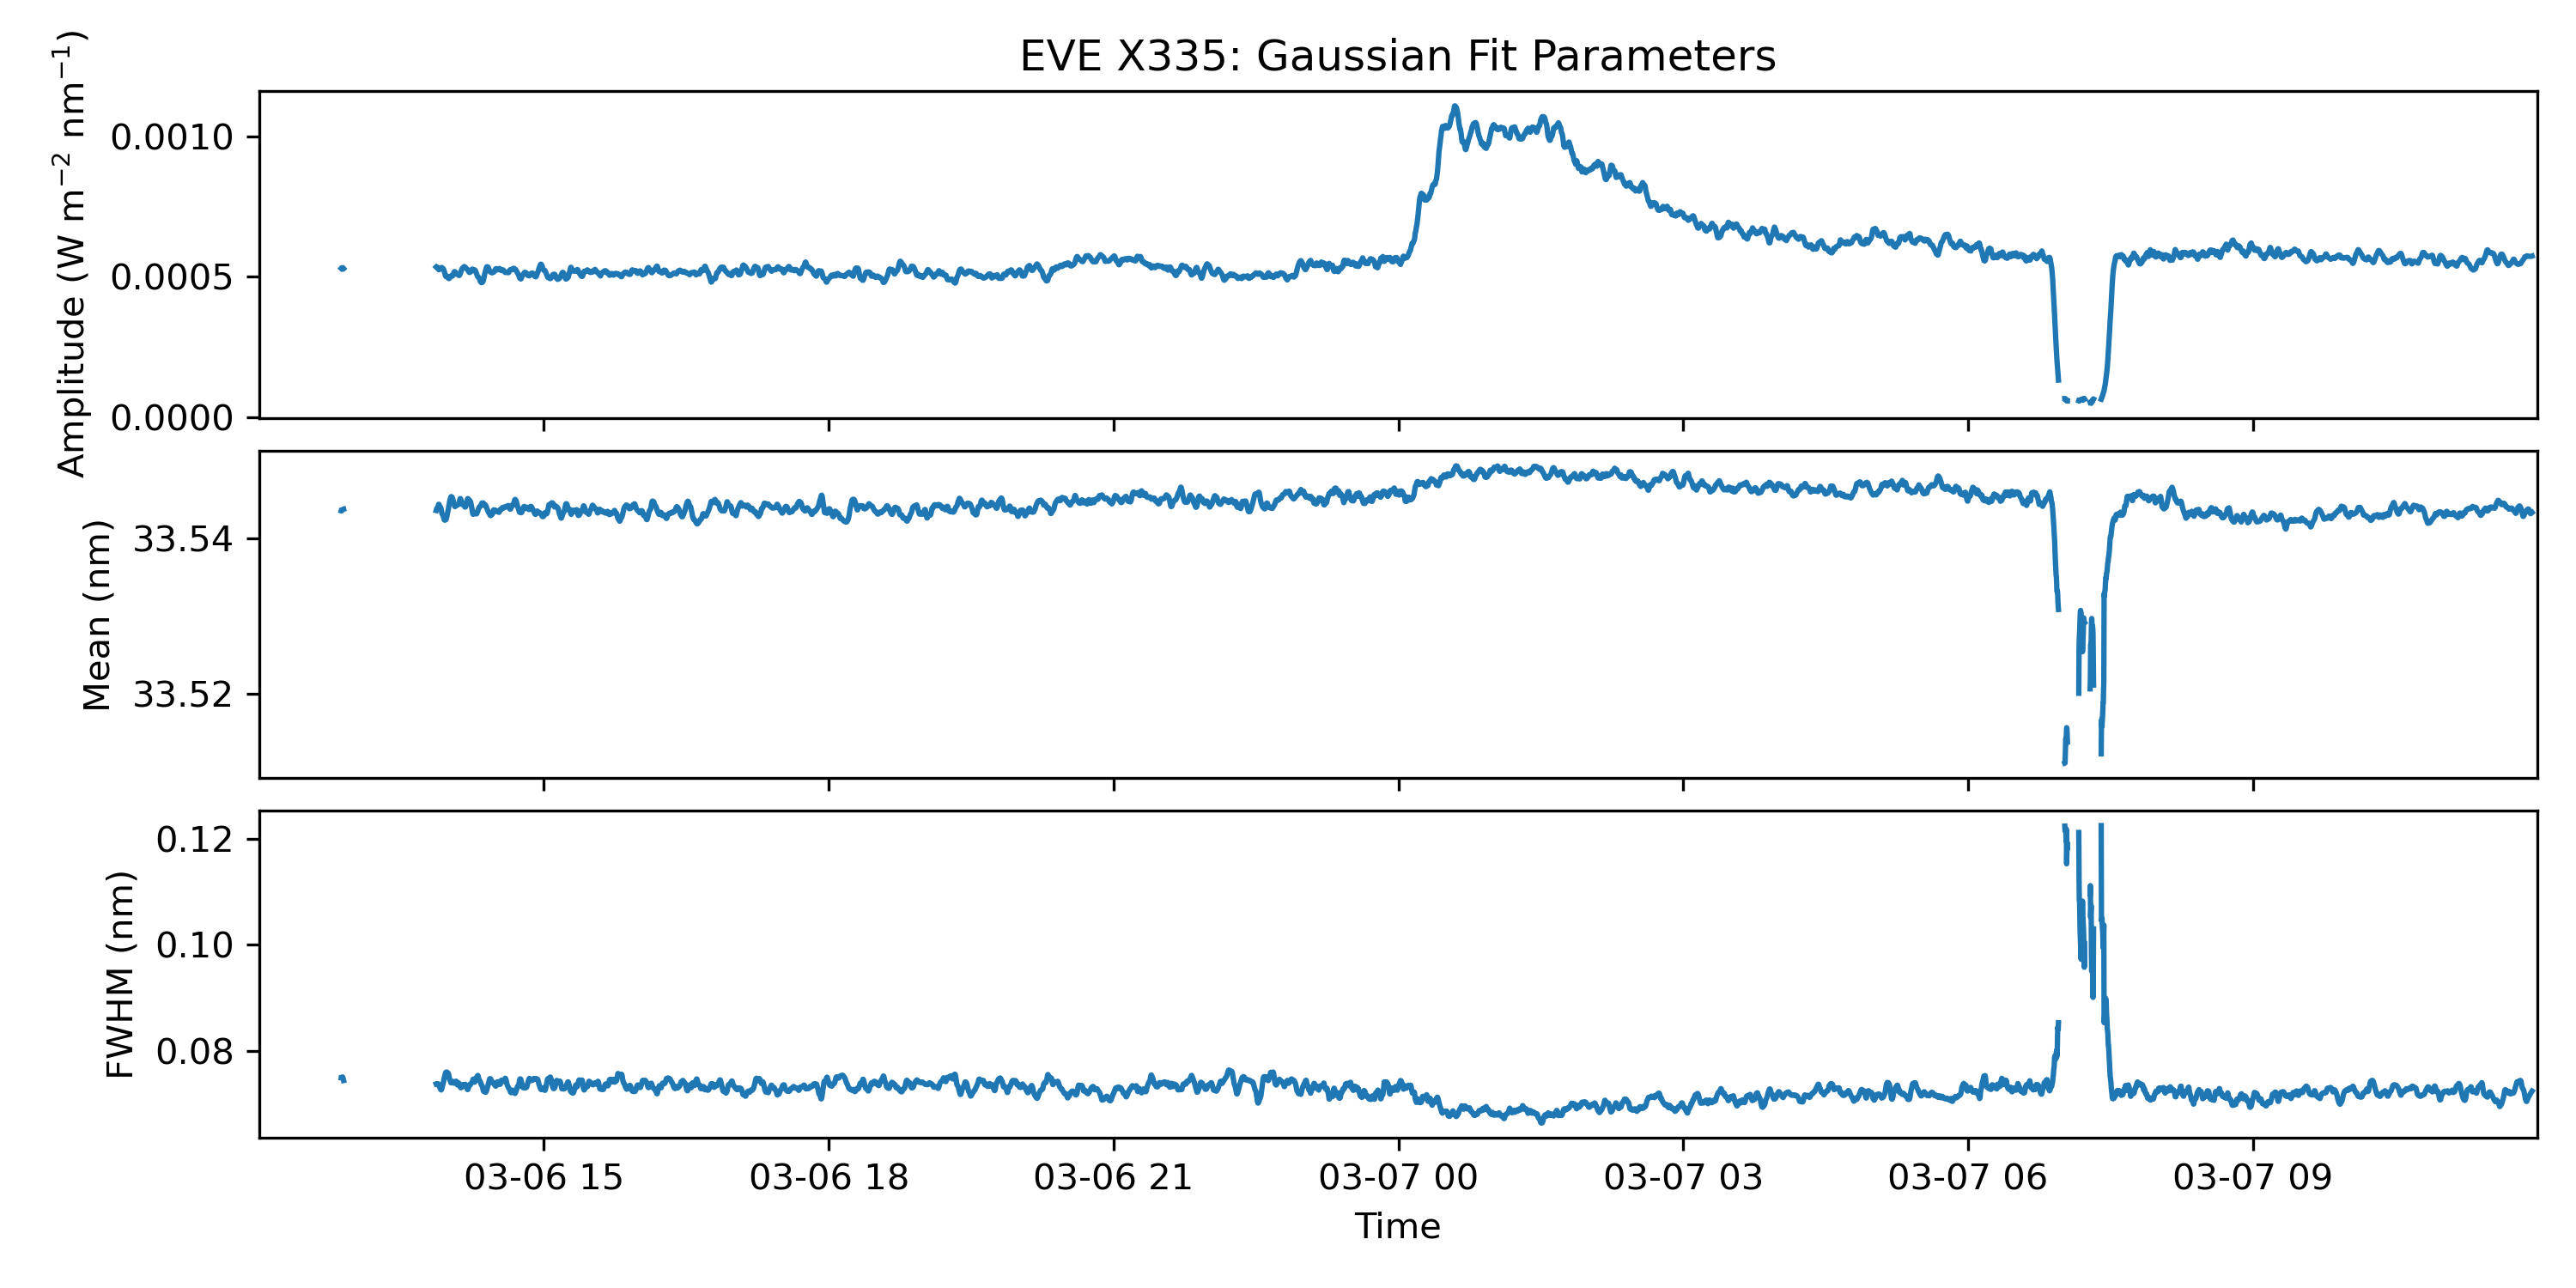 EVE X335: Gaussian Fit Parameters
Amplitude (W m⁻² nm⁻¹)
0.0010
0.0005
0.0000
Mean (nm)
33.54
33.52
FWHM (nm)
0.12
0.10
0.08
03-06 15 03-06 18 03-06 21 03-07 00 03-07 03 03-07 06 03-07 09
Time